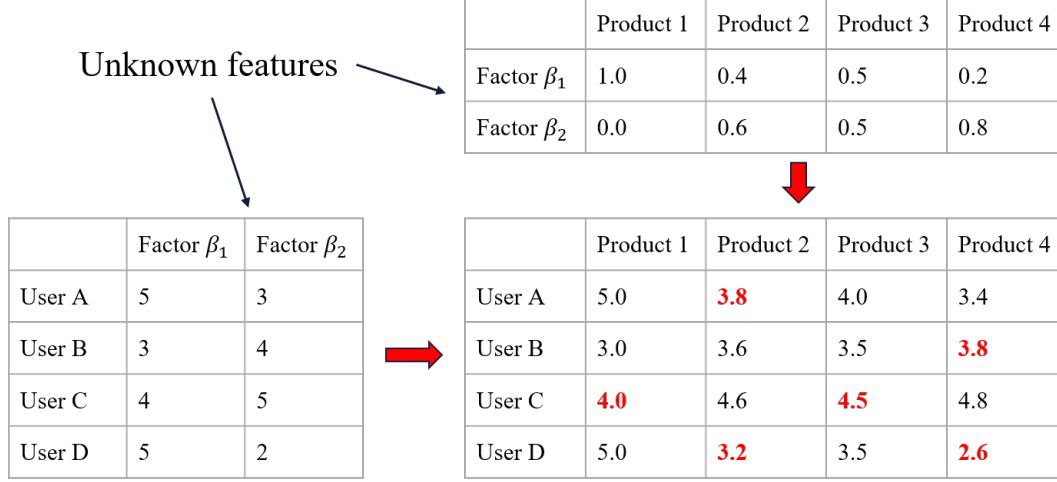 Unknown features
Product 1 Product 2 Product 3 Product 4
Factor β₁ 1.0 0.4 0.5 0.2
Factor β₂ 0.0 0.6 0.5 0.8
Factor β₁ Factor β₂
User A 5 3
User B 3 4
User C 4 5
User D 5 2
Product 1 Product 2 Product 3 Product 4
User A 5.0 3.8 4.0 3.4
User B 3.0 3.6 3.5 3.8
User C 4.0 4.6 4.5 4.8
User D 5.0 3.2 3.5 2.6